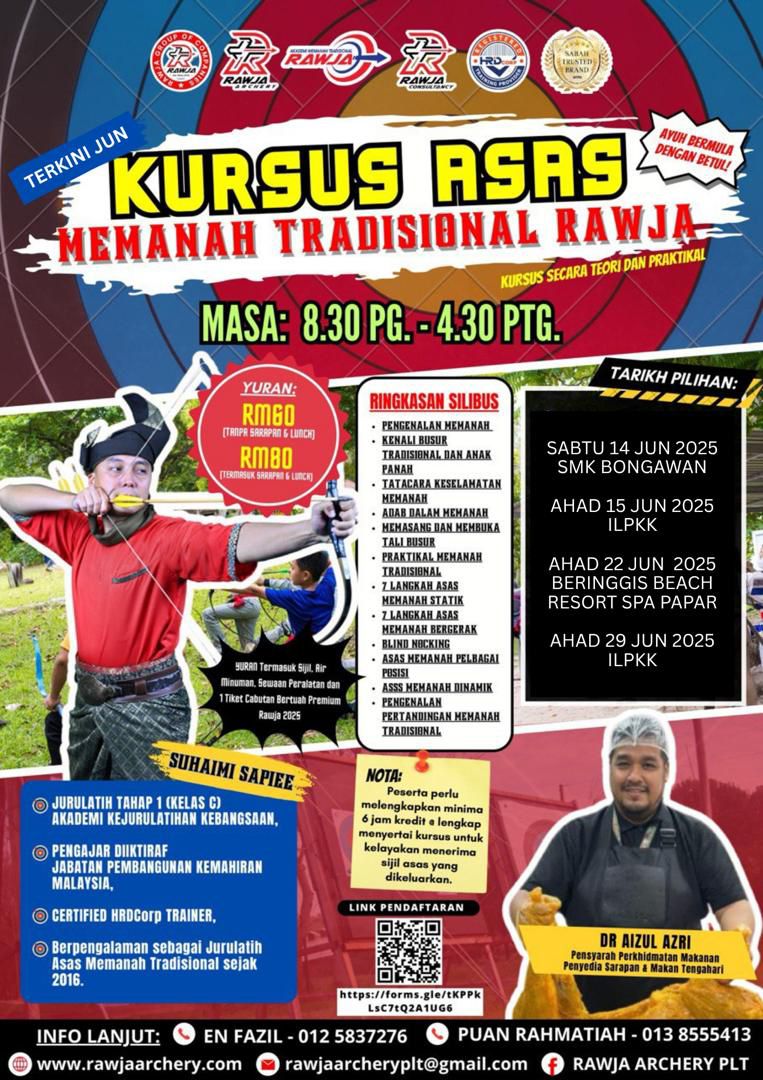 RAWJA GROUP OF COMPANIES
RAWJA
RAWJA
ARCHERY
AKADEMI MEMANAH TRADISIONAL
RAWJA
RAWJA
CONSULTANCY
REGISTERED
HRD CORP
TRAINING PROVIDER
SABAH
TRUSTED
BRAND
TERKINI JUN
KURSUS ASAS
AYUH BERMULA
DENGAN BETUL!
MEMANAH TRADISIONAL RAWJA
KURSUS SECARA TEORI DAN PRAKTIKAL
MASA: 8.30 PG. - 4.30 PTG.
YURAN:
RM60
(TANPA SARAPAN & LUNCH)
RM80
(TERMASUK SARAPAN & LUNCH)
RINGKASAN SILIBUS
• PENGENALAN MEMANAH
• KENALI BUSUR
TRADISIONAL DAN ANAK
PANAH
• TATACARA KESELAMATAN
MEMANAH
• ADAB DALAM MEMANAH
• MEMASANG DAN MEMBUKA
TALI BUSUR
• PRAKTIKAL MEMANAH
TRADISIONAL
• 7 LANGKAH ASAS
MEMANAH STATIK
• 7 LANGKAH ASAS
MEMANAH BERGERAK
• BLIND NOCKING
• ASAS MEMANAH PELBAGAI
POSISI
• ASSS MEMANAH DINAMIK
• PENGENALAN
PERTANDINGAN MEMANAH
TRADISIONAL
TARIKH PILIHAN:
SABTU 14 JUN 2025
SMK BONGAWAN
AHAD 15 JUN 2025
ILPKK
AHAD 22 JUN 2025
BERINGGIS BEACH
RESORT SPA PAPAR
AHAD 29 JUN 2025
ILPKK
YURAN Termasuk Sijil, Air
Minuman, Sewaan Peralatan dan
1 Tiket Cabutan Bertuah Premium
Rawja 2025
SUHAIMI SAPIEE
JURULATIH TAHAP 1 (KELAS C)
AKADEMI KEJURULATIHAN KEBANGSAAN,
PENGAJAR DIIKTIRAF
JABATAN PEMBANGUNAN KEMAHIRAN
MALAYSIA,
CERTIFIED HRDCorp TRAINER,
Berpengalaman sebagai Jurulatih
Asas Memanah Tradisional sejak
2016.
NOTA:
Peserta perlu
melengkapkan minima
6 jam kredit @ lengkap
menyertai kursus untuk
kelayakan menerima
sijil asas yang
dikeluarkan.
LINK PENDAFTARAN
https://forms.gle/tKPPk
LsC7tQ2A1UG6
DR AIZUL AZRI
Pensyarah Perkhidmatan Makanan
Penyedia Sarapan & Makan Tengahari
INFO LANJUT: EN FAZIL - 012 5837276 PUAN RAHMATIAH - 013 8555413
www.rawjaarchery.com rawjaarcheryplt@gmail.com RAWJA ARCHERY PLT